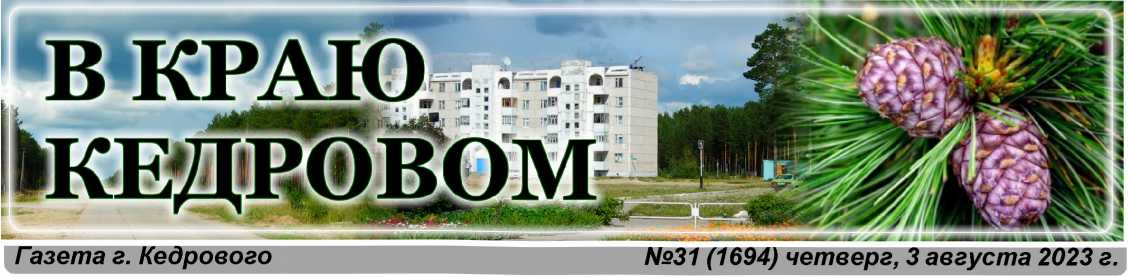 В КРАЮ
КЕДРОВОМ
Газета г. Кедрового №31 (1694) четверг, 3 августа 2023 г.